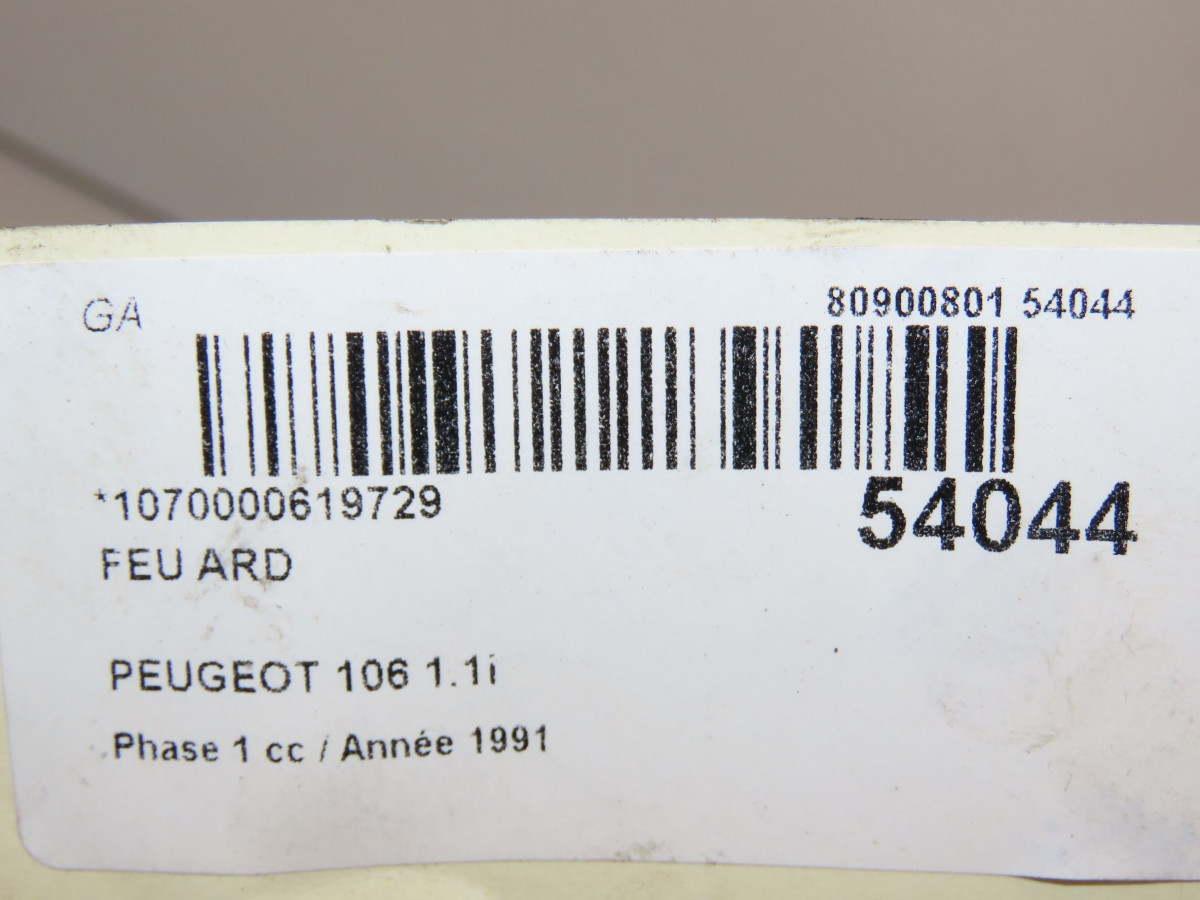 GA
80900801 54044
*1070000619729
54044
FEU ARD
PEUGEOT 106 1.1i
Phase 1 cc / Année 1991